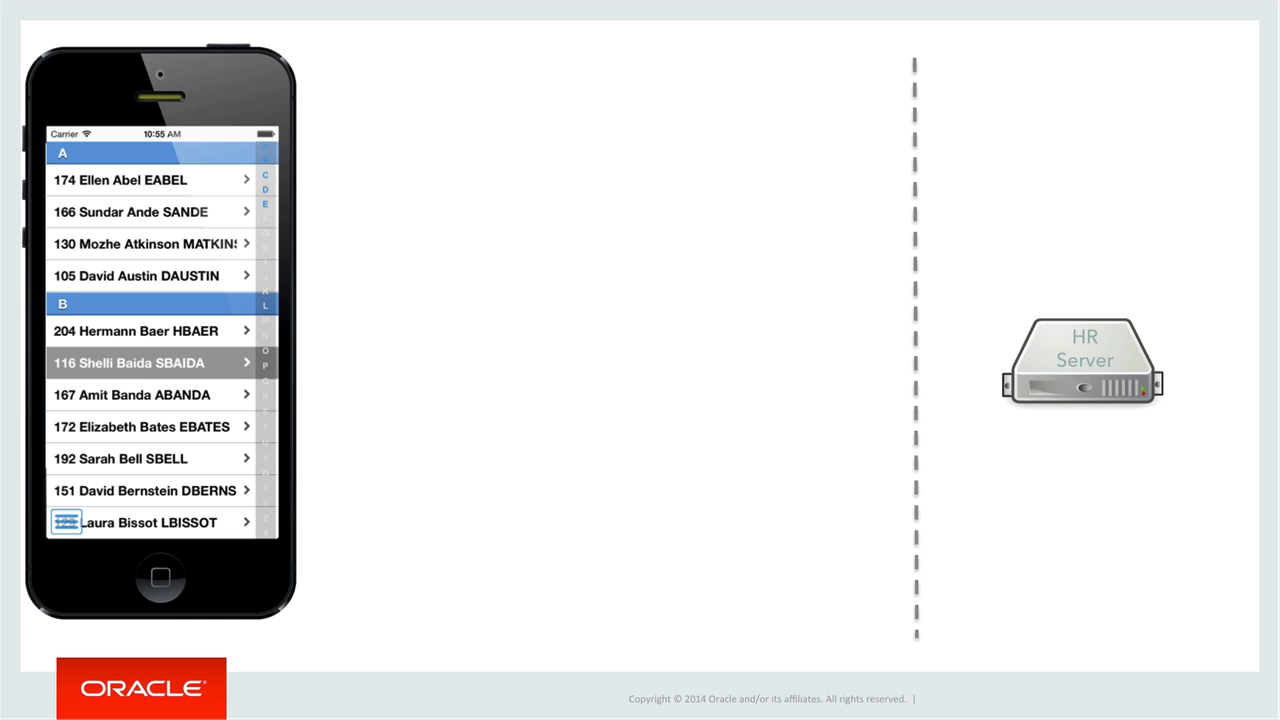 Carrier 10:55 AM
A
174 Ellen Abel EABEL
166 Sundar Ande SANDE
130 Mozhe Atkinson MATKINS
105 David Austin DAUSTIN
B
204 Hermann Baer HBAER
116 Shelli Baida SBAIDA
167 Amit Banda ABANDA
172 Elizabeth Bates EBATES
192 Sarah Bell SBELL
151 David Bernstein DBERNS
Laura Bissot LBISSOT
C
D
E
L
O
P
HR
Server
ORACLE®
Copyright © 2014 Oracle and/or its affiliates. All rights reserved. |